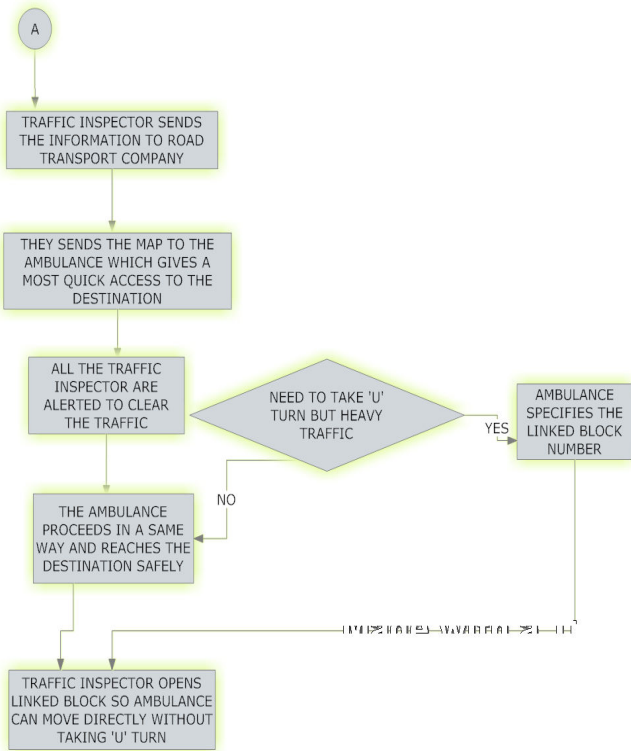 A
TRAFFIC INSPECTOR SENDS
THE INFORMATION TO ROAD
TRANSPORT COMPANY
THEY SENDS THE MAP TO THE
AMBULANCE WHICH GIVES A
MOST QUICK ACCESS TO THE
DESTINATION
ALL THE TRAFFIC
INSPECTOR ARE
ALERTED TO CLEAR
THE TRAFFIC
NEED TO TAKE 'U'
TURN BUT HEAVY
TRAFFIC
YES
AMBULANCE
SPECIFIES THE
LINKED BLOCK
NUMBER
NO
THE AMBULANCE
PROCEEDS IN A SAME
WAY AND REACHES THE
DESTINATION SAFELY
TRAFFIC INSPECTOR OPENS
LINKED BLOCK SO AMBULANCE
CAN MOVE DIRECTLY WITHOUT
TAKING 'U' TURN